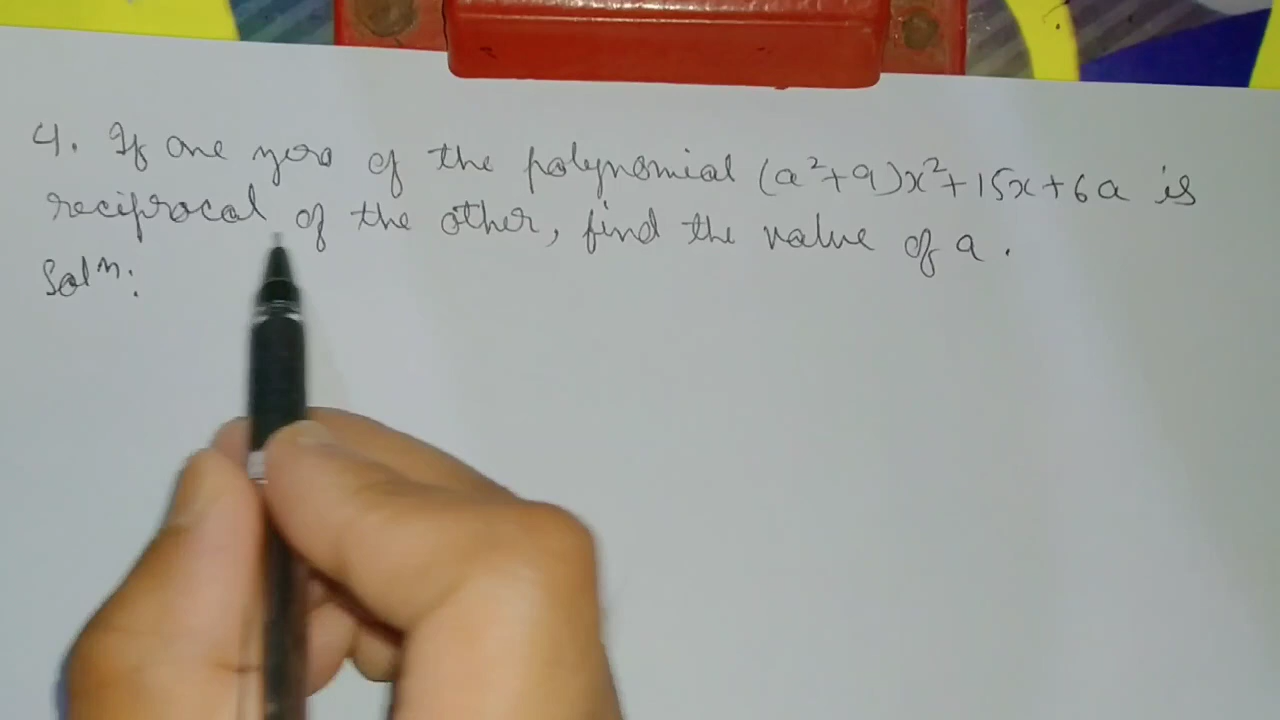 4. If one zero of the polynomial (a²+9)x²+15x+6a is
reciprocal of the other, find the value of a.
Solⁿ: